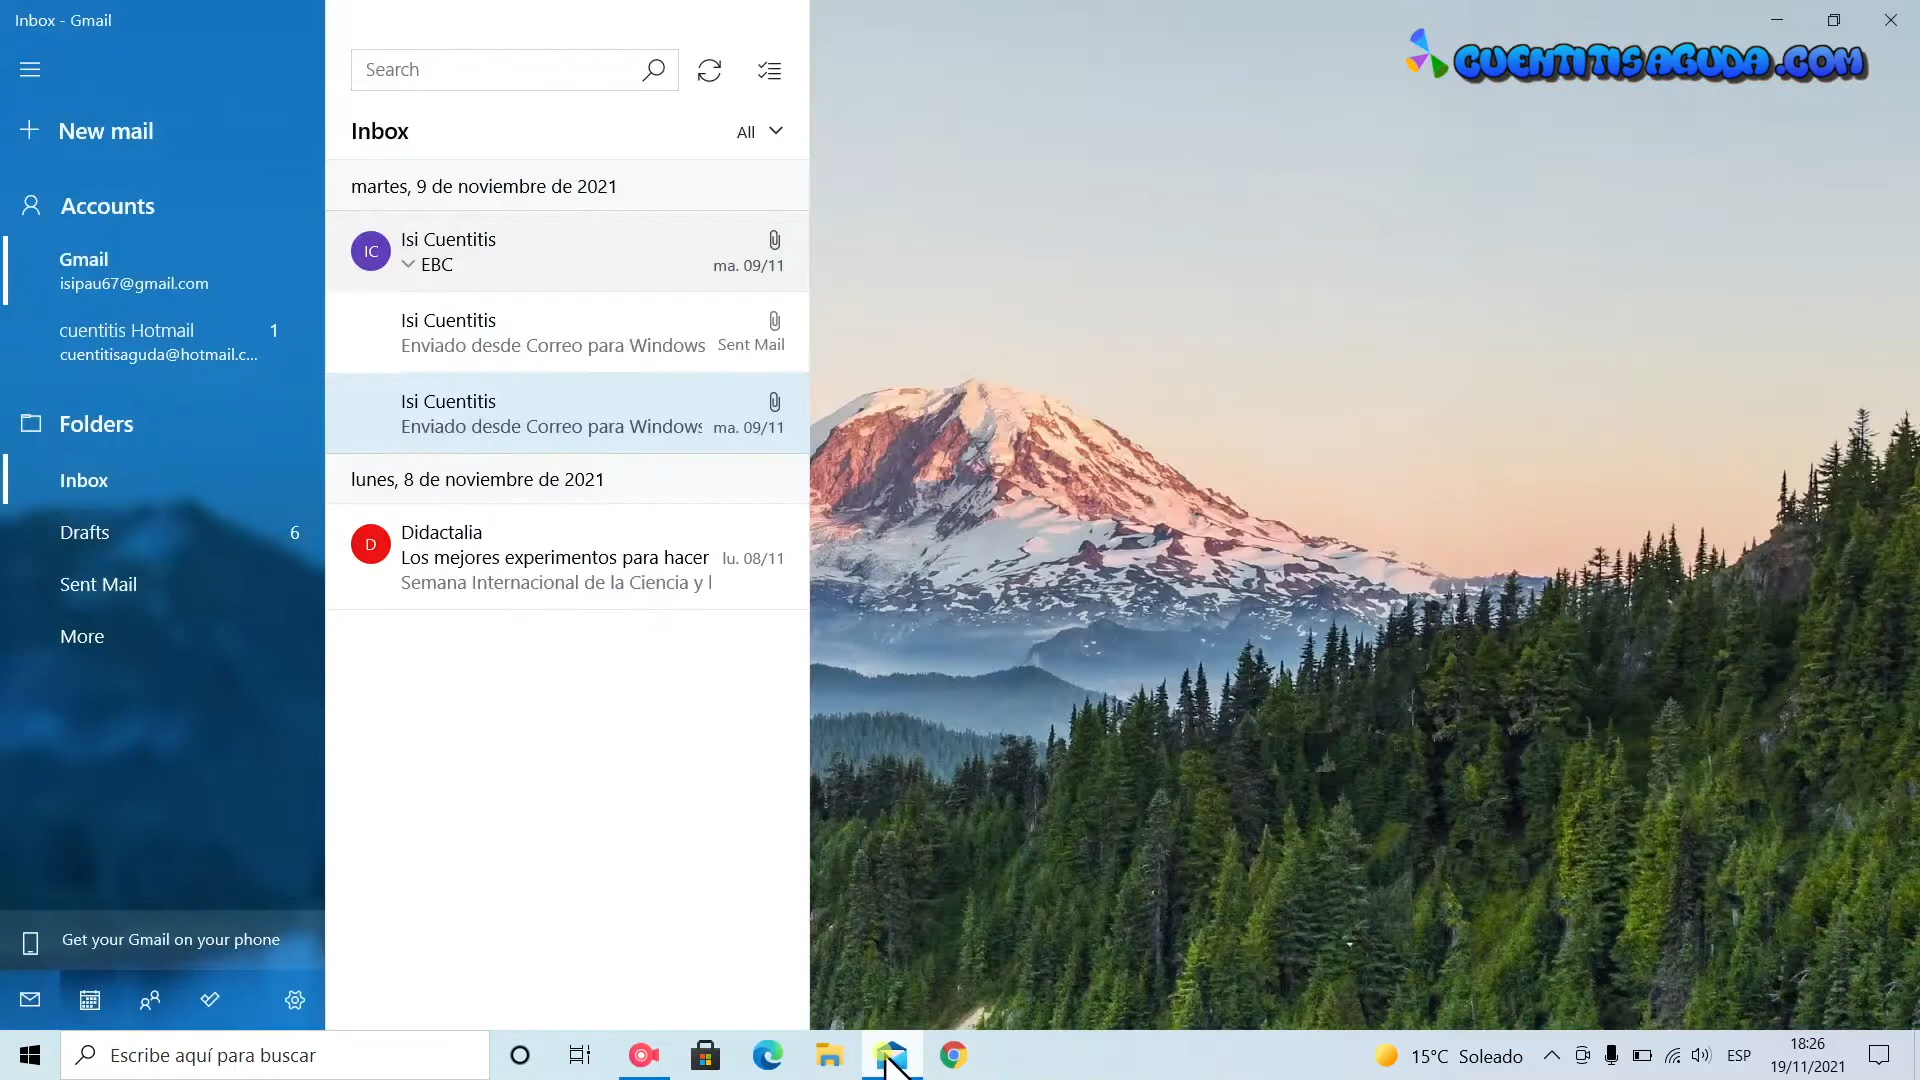 Inbox - Gmail
New mail
Accounts
Gmail
isipau67@gmail.com
cuentitis Hotmail 1
cuentitisaguda@hotmail.c...
Folders
Inbox
Drafts 6
Sent Mail
More
Get your Gmail on your phone
Search
Inbox
All
martes, 9 de noviembre de 2021
IC
Isi Cuentitis
EBC
ma. 09/11
Isi Cuentitis
Enviado desde Correo para Windows
Sent Mail
Isi Cuentitis
Enviado desde Correo para Windows
ma. 09/11
lunes, 8 de noviembre de 2021
D
Didactalia
Los mejores experimentos para hacer
lu. 08/11
Semana Internacional de la Ciencia y l
CUENTITISAGUDA.COM
Escribe aquí para buscar
15°C Soleado
ESP
18:26
19/11/2021